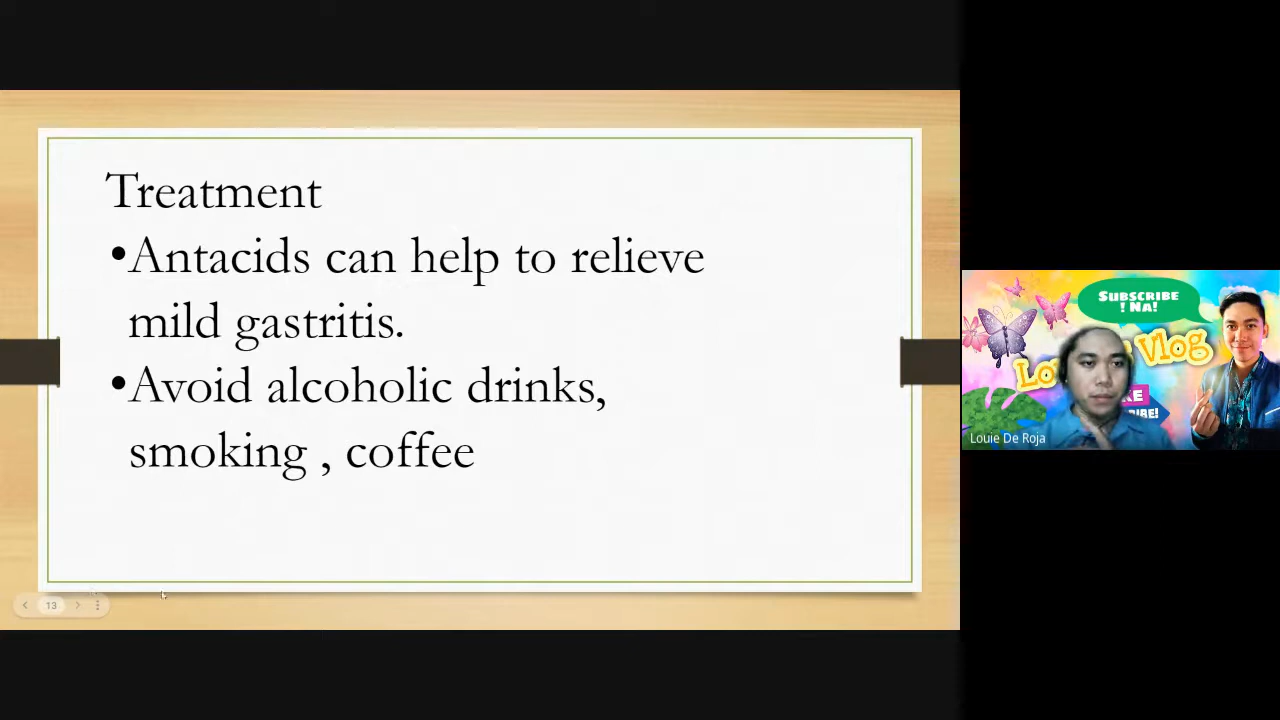 Treatment
•Antacids can help to relieve
mild gastritis.
•Avoid alcoholic drinks,
smoking , coffee
13
SUBSCRIBE
! NA!
Vlog
Louie De Roja